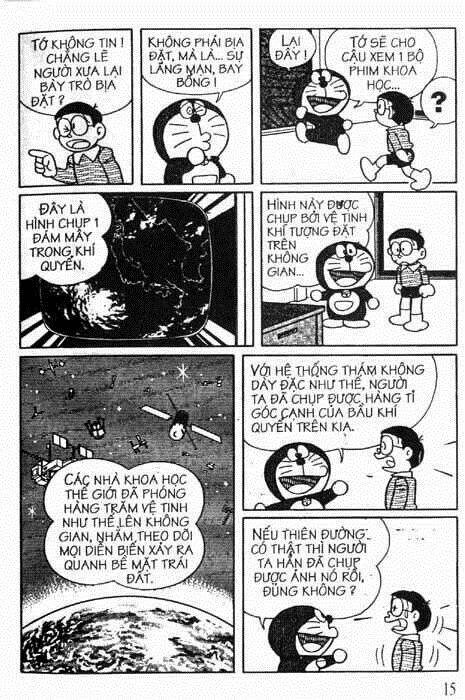 TỚ KHÔNG TIN !
CHẲNG LẼ
NGƯỜI XƯA LẠI
BÀY TRÒ BỊA
ĐẶT ?
KHÔNG PHẢI BỊA
ĐẶT, MÀ LÀ... SỰ
LÃNG MẠN, BAY
BỔNG !
LẠI
ĐÂY !
TỚ SẼ CHO
CẬU XEM 1 BỘ
PHIM KHOA
HỌC...
?
ĐÂY LÀ
HÌNH CHỤP 1
ĐÁM MÂY
TRONG KHÍ
QUYỂN.
HÌNH NÀY ĐƯỢC
CHỤP BỞI VỆ TINH
KHÍ TƯỢNG ĐẶT
TRÊN
KHÔNG
GIAN...
CÁC NHÀ KHOA HỌC
THẾ GIỚI ĐÃ PHÓNG
HÀNG TRĂM VỆ TINH
NHƯ THẾ LÊN KHÔNG
GIAN, NHẰM THEO DÕI
MỌI DIỄN BIẾN XẢY RA
QUANH BỀ MẶT TRÁI
ĐẤT.
VỚI HỆ THỐNG THÁM KHÔNG
DÀY ĐẶC NHƯ THẾ, NGƯỜI
TA ĐÃ CHỤP ĐƯỢC HÀNG TỈ
GÓC CẠNH CỦA BẦU KHÍ
QUYỂN TRÊN KIA.
NẾU THIÊN ĐƯỜNG
CÓ THẬT THÌ NGƯỜI
TA HẲN ĐÃ CHỤP
ĐƯỢC ẢNH NÓ RỒI,
ĐÚNG KHÔNG ?
15